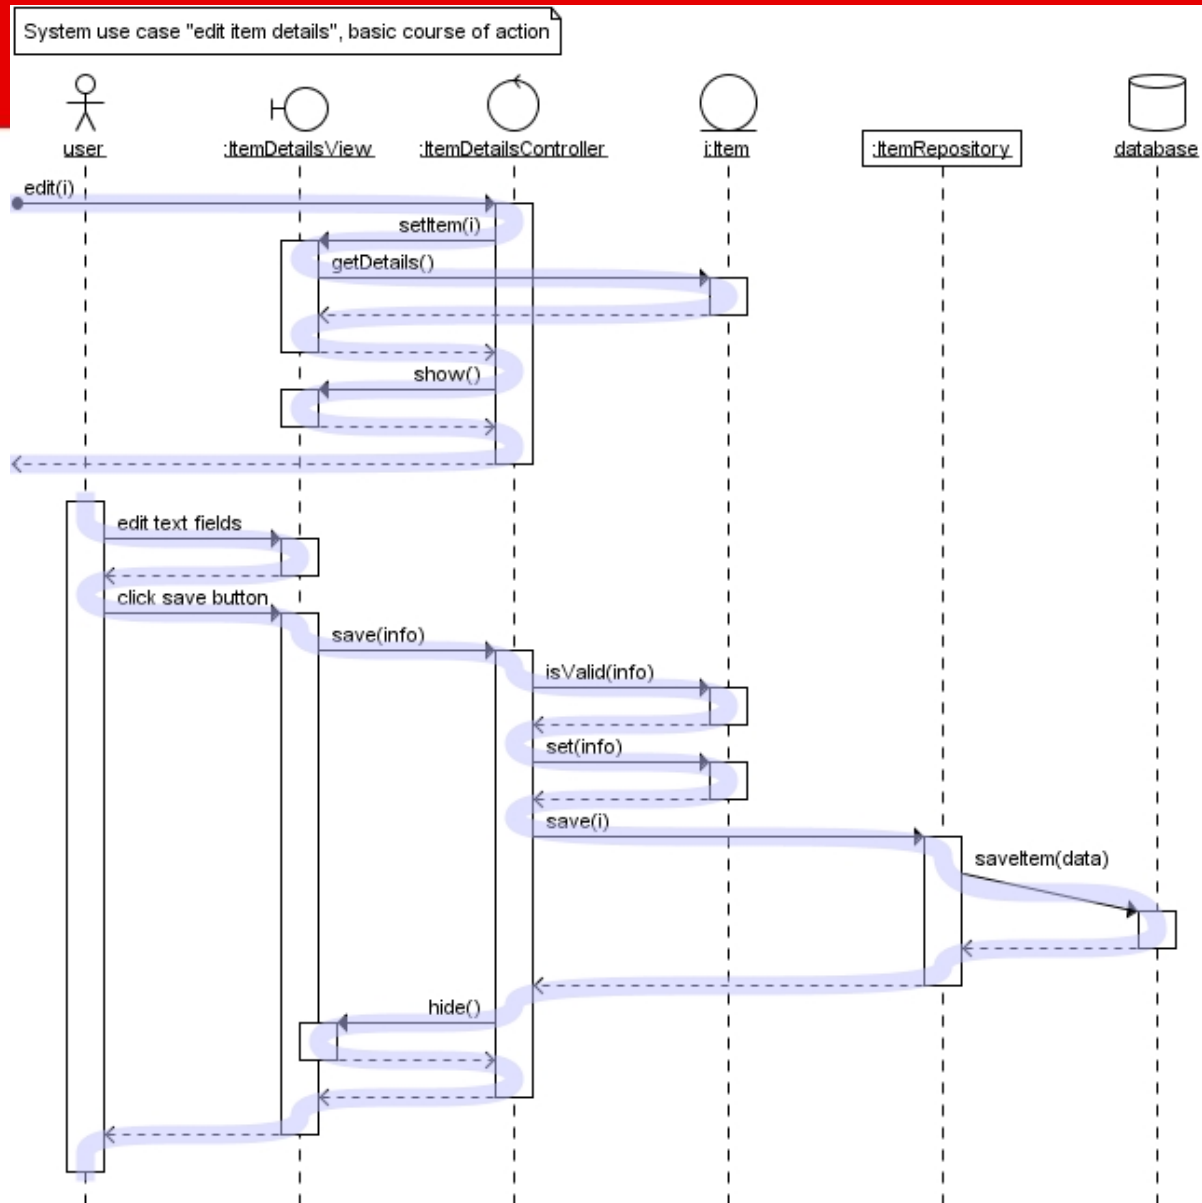 System use case "edit item details", basic course of action
user
:ItemDetailsView
:ItemDetailsController
i:Item
:ItemRepository
database
edit(i)
setItem(i)
getDetails()
show()
edit text fields
click save button
save(info)
isValid(info)
set(info)
save(i)
saveItem(data)
hide()